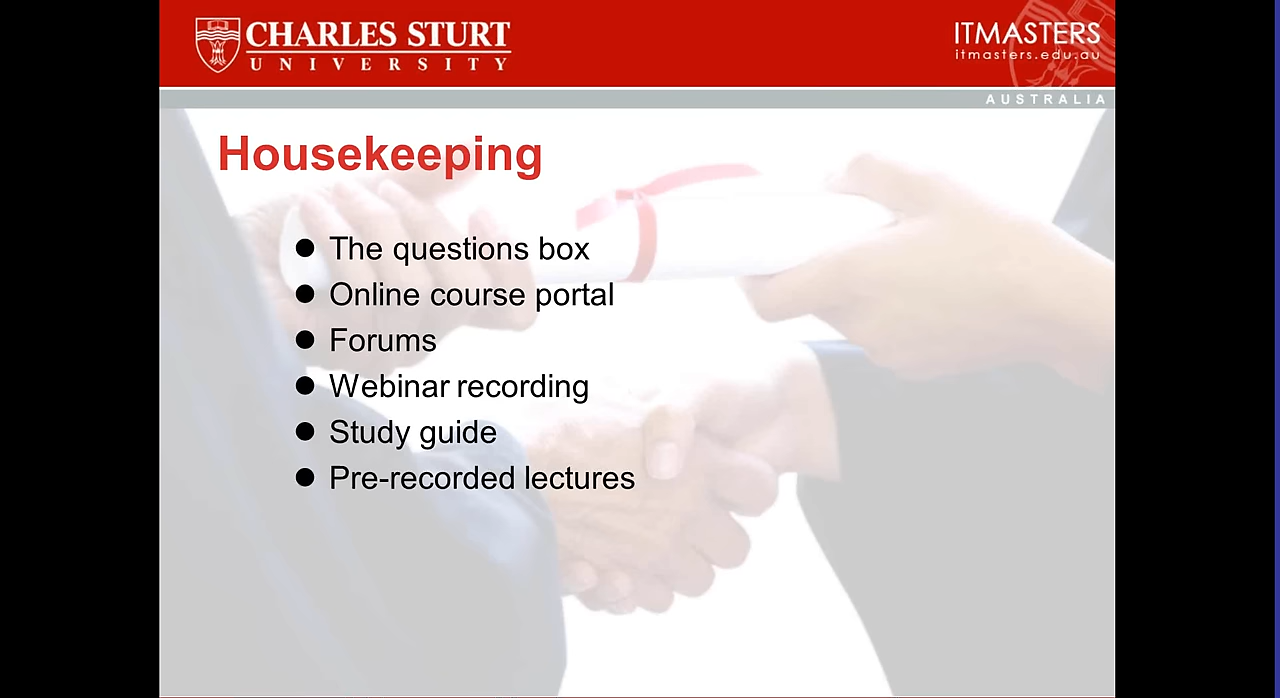 CHARLES STURT
UNIVERSITY
ITMASTERS
itmasters.edu.au
AUSTRALIA
Housekeeping
The questions box
Online course portal
Forums
Webinar recording
Study guide
Pre-recorded lectures